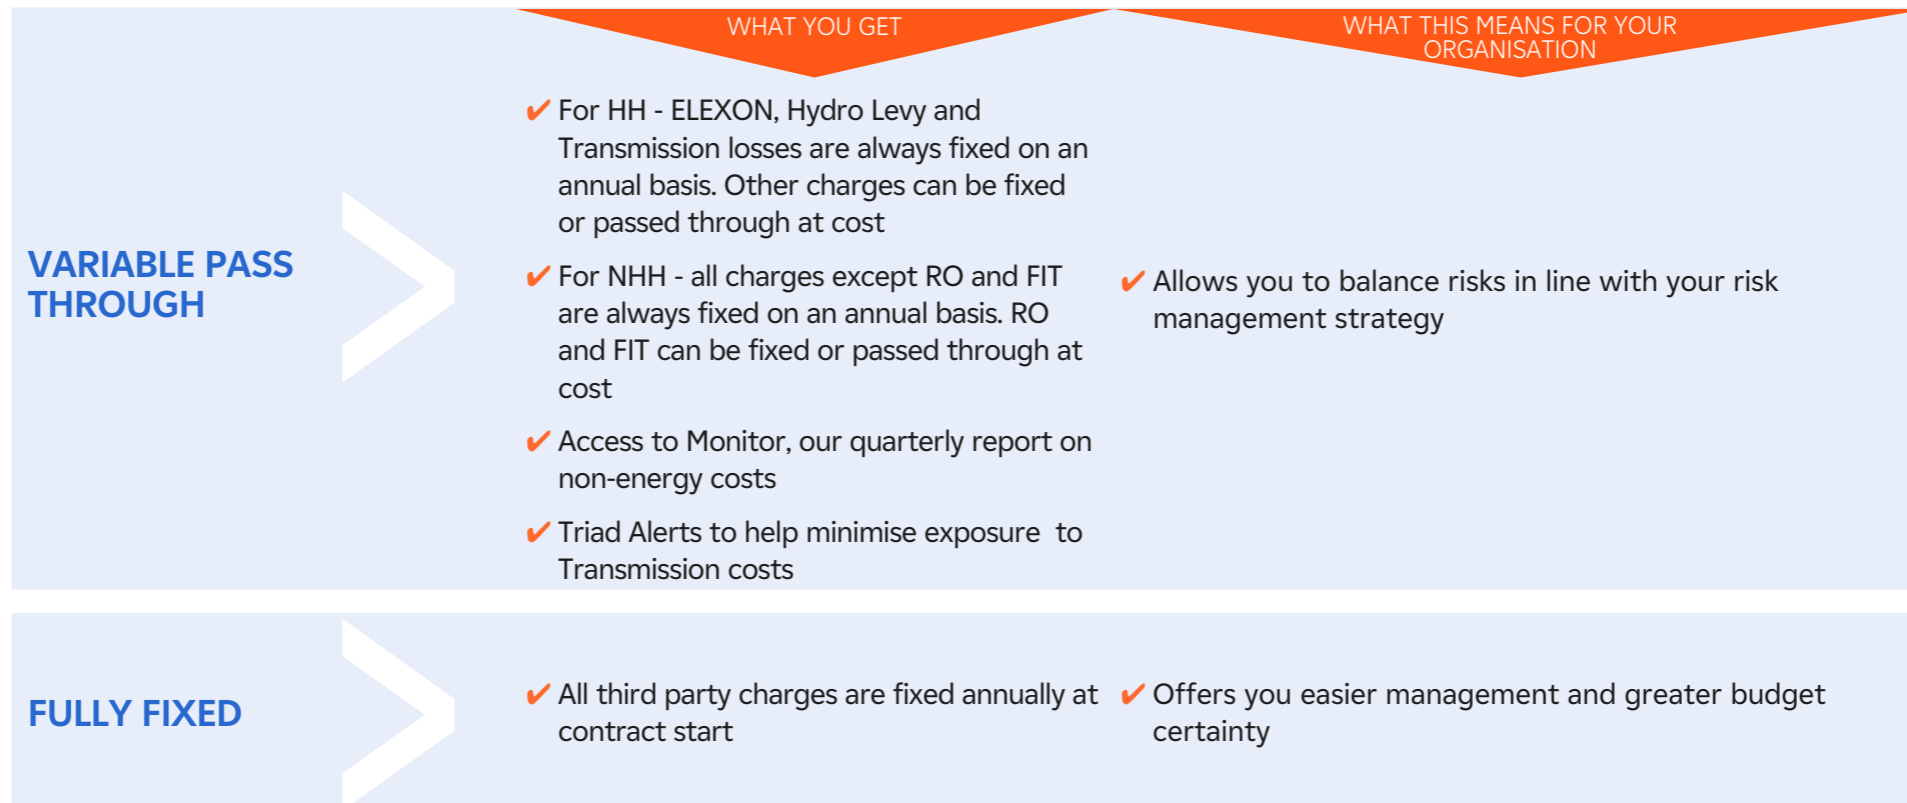 WHAT YOU GET
WHAT THIS MEANS FOR YOUR
ORGANISATION
VARIABLE PASS
THROUGH
✔ For HH - ELEXON, Hydro Levy and
Transmission losses are always fixed on an
annual basis. Other charges can be fixed
or passed through at cost
✔ For NHH - all charges except RO and FIT
are always fixed on an annual basis. RO
and FIT can be fixed or passed through at
cost
✔ Access to Monitor, our quarterly report on
non-energy costs
✔ Triad Alerts to help minimise exposure  to
Transmission costs
✔ Allows you to balance risks in line with your risk
management strategy
FULLY FIXED
✔ All third party charges are fixed annually at
contract start
✔ Offers you easier management and greater budget
certainty